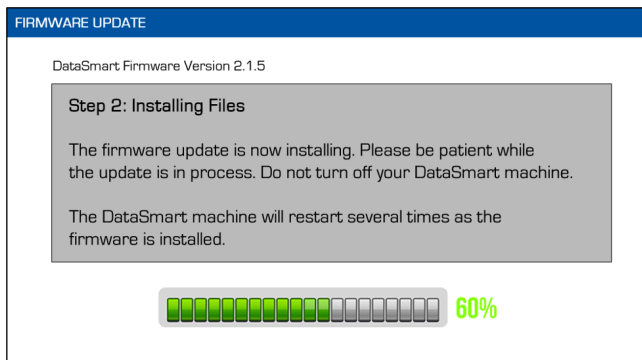 FIRMWARE UPDATE
DataSmart Firmware Version 2.1.5
Step 2: Installing Files
The firmware update is now installing. Please be patient while
the update is in process. Do not turn off your DataSmart machine.
The DataSmart machine will restart several times as the
firmware is installed.
60%